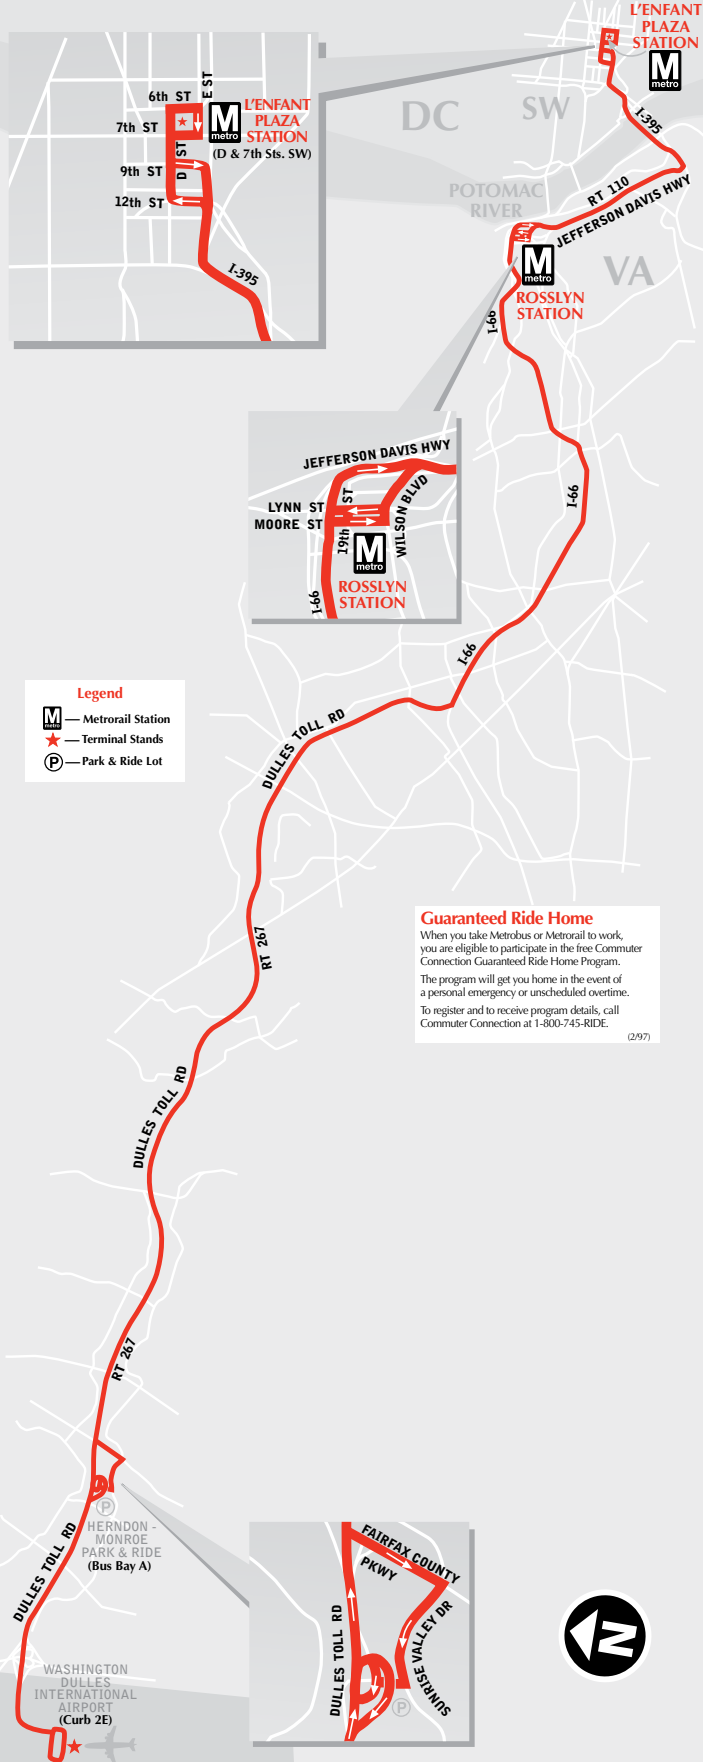 L'ENFANT
PLAZA
STATION
M
metro
I-395
DC
SW
POTOMAC
RIVER
RT 110
JEFFERSON DAVIS HWY
VA
M
metro
ROSSLYN
STATION
I-66
I-66
I-66
E ST
6th ST
7th ST
D ST
9th ST
12th ST
M
metro
L'ENFANT
PLAZA
STATION
(D & 7th Sts. SW)
I-395
JEFFERSON DAVIS HWY
LYNN ST
MOORE ST
19th ST
WILSON BLVD
M
metro
ROSSLYN
STATION
I-66
Legend
M
metro
— Metrorail Station
— Terminal Stands
P — Park & Ride Lot
DULLES TOLL RD
RT 267
Guaranteed Ride Home
When you take Metrobus or Metrorail to work,
you are eligible to participate in the free Commuter
Connection Guaranteed Ride Home Program.
The program will get you home in the event of
a personal emergency or unscheduled overtime.
To register and to receive program details, call
Commuter Connection at 1-800-745-RIDE.
(2/97)
DULLES TOLL RD
RT 267
P
HERNDON -
MONROE
PARK & RIDE
(Bus Bay A)
DULLES TOLL RD
FAIRFAX COUNTY
PKWY
DULLES TOLL RD
SUNRISE VALLEY DR
P
N
WASHINGTON
DULLES
INTERNATIONAL
AIRPORT
(Curb 2E)